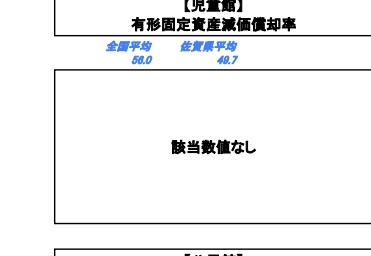 【児童館】
有形固定資産減価償却率
全国平均 佐賀県平均
56.0 49.7
該当数値なし